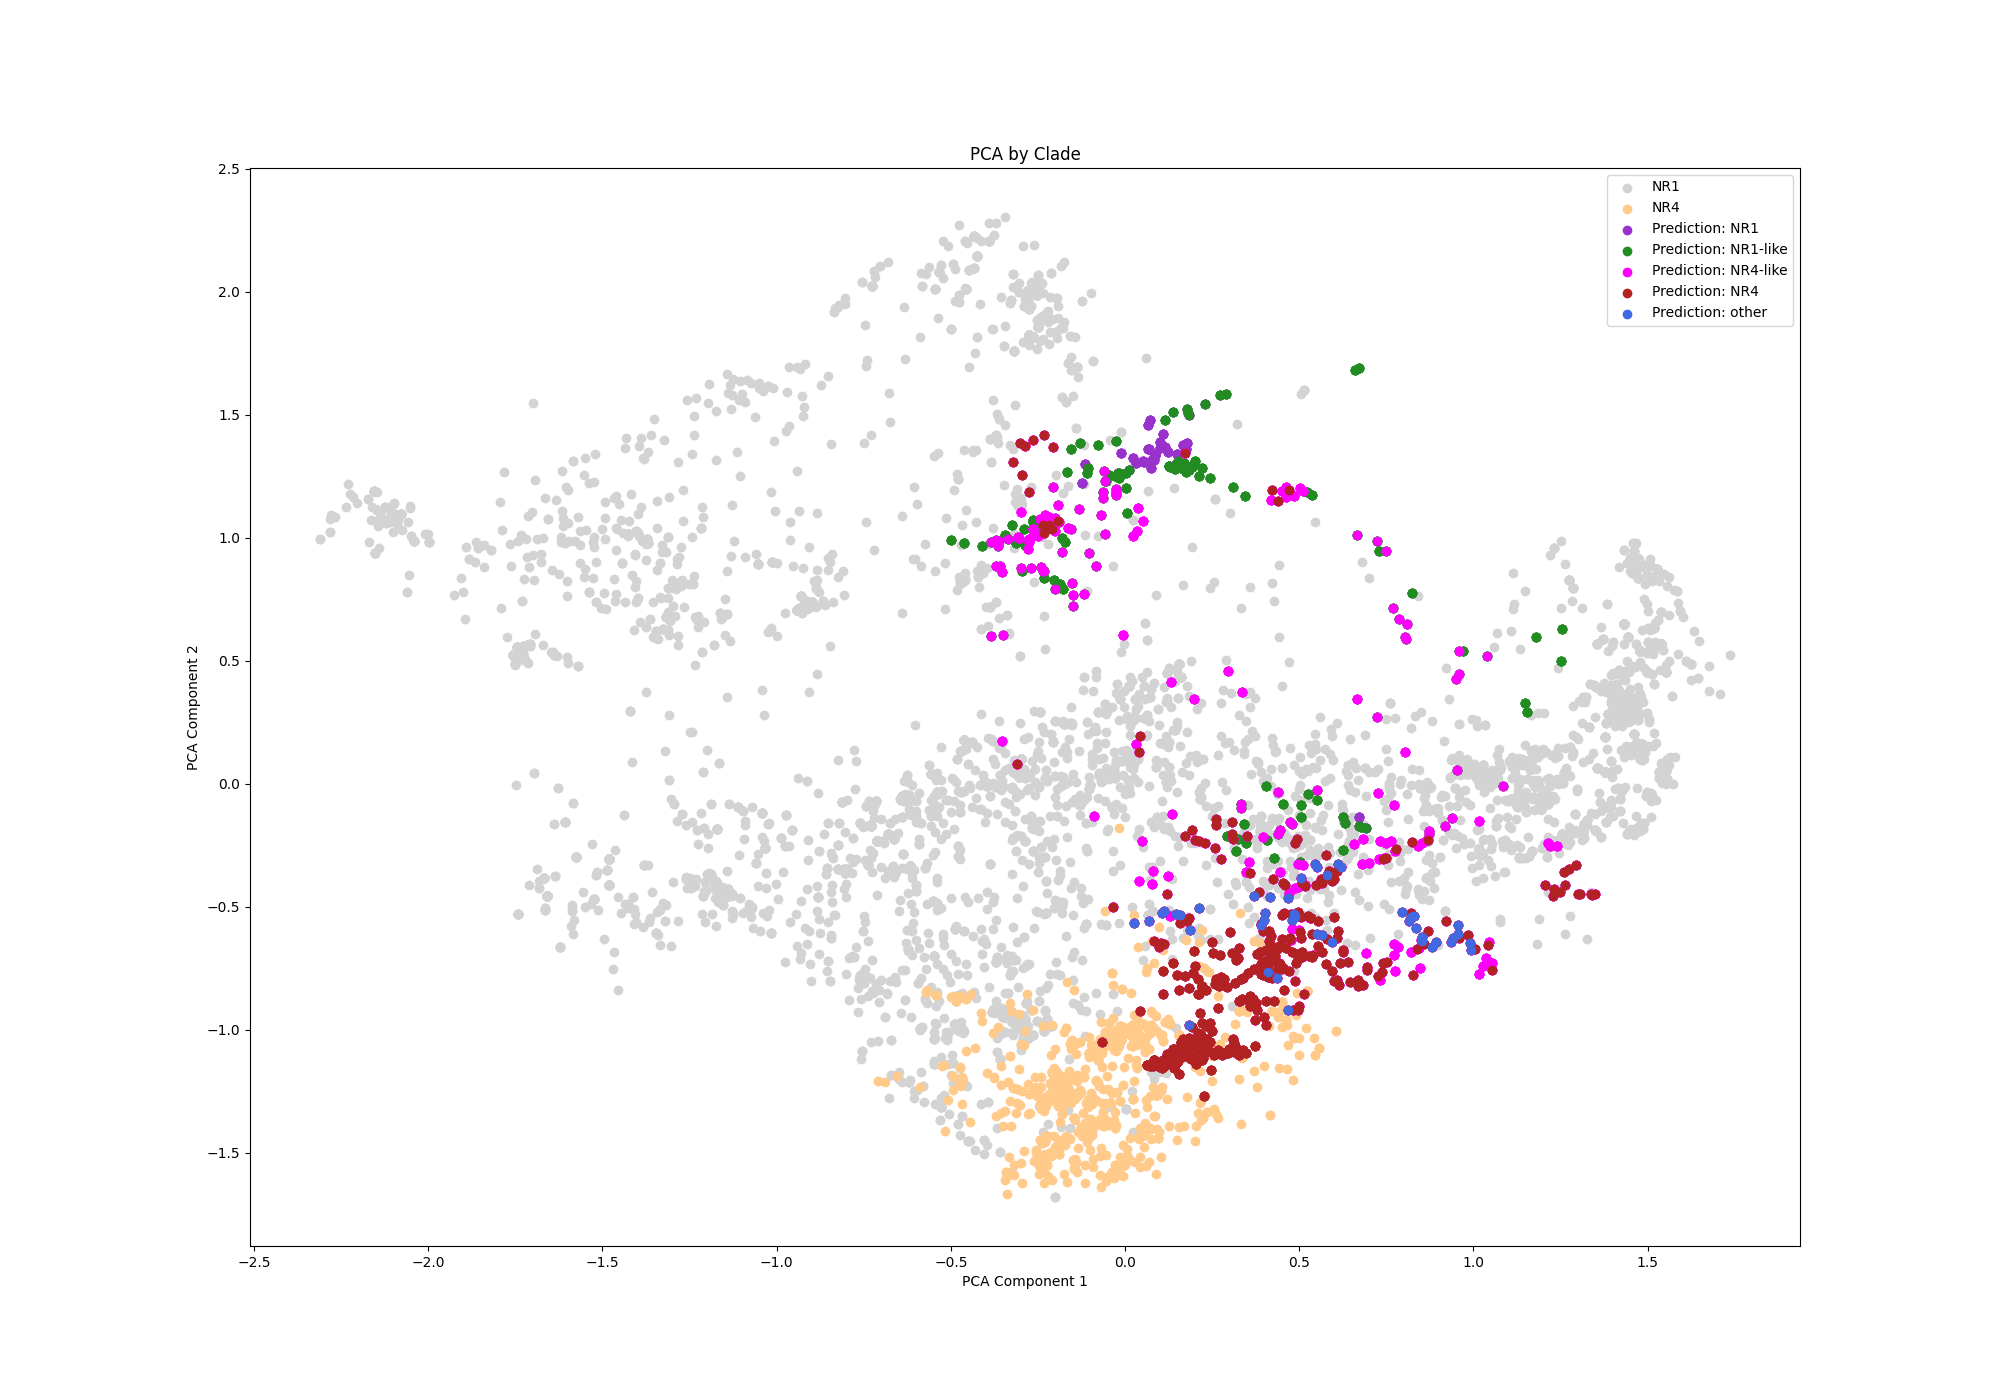 PCA by Clade
2.5
2.0
1.5
1.0
0.5
0.0
−0.5
−1.0
−1.5
PCA Component 2
NR1
NR4
Prediction: NR1
Prediction: NR1-like
Prediction: NR4-like
Prediction: NR4
Prediction: other
−2.5 −2.0 −1.5 −1.0 −0.5 0.0 0.5 1.0 1.5
PCA Component 1